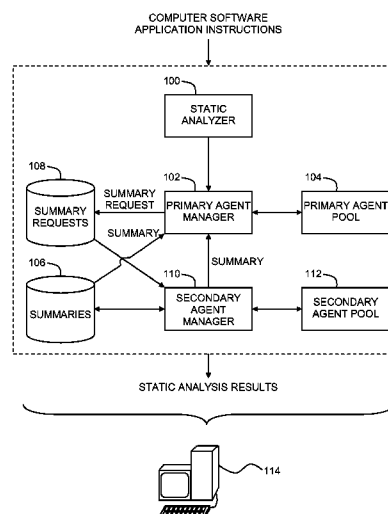 COMPUTER SOFTWARE
APPLICATION INSTRUCTIONS
100
STATIC
ANALYZER
108
SUMMARY
REQUESTS
SUMMARY
REQUEST
102
PRIMARY AGENT
MANAGER
104
PRIMARY AGENT
POOL
SUMMARY
106
SUMMARIES
110
SUMMARY
SECONDARY
AGENT MANAGER
112
SECONDARY
AGENT POOL
STATIC ANALYSIS RESULTS
114